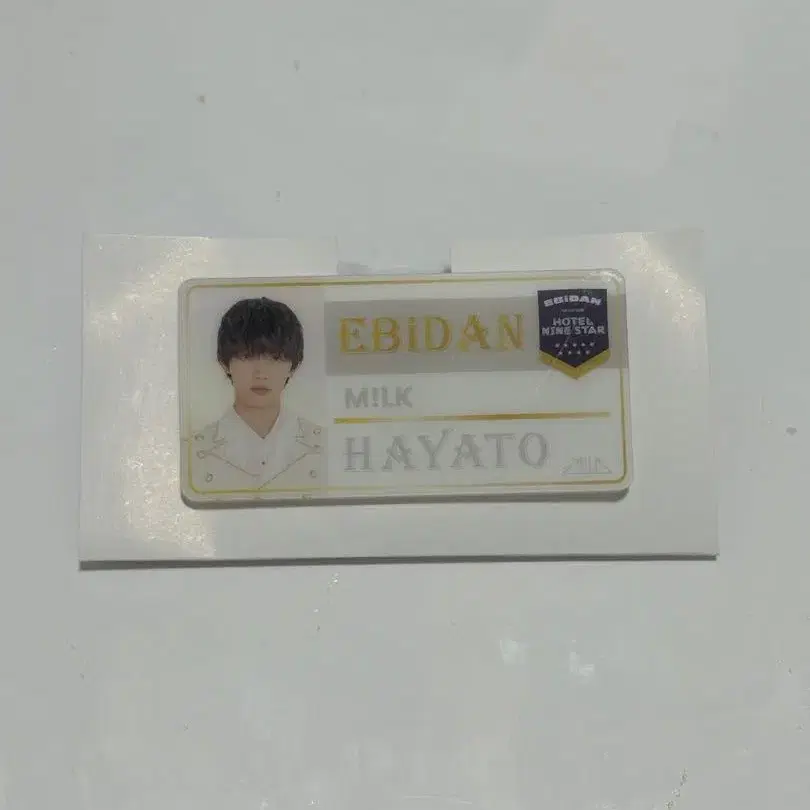 EBiDAN
M!LK
HAYATO
EBiDAN
HOTEL
NINE STAR